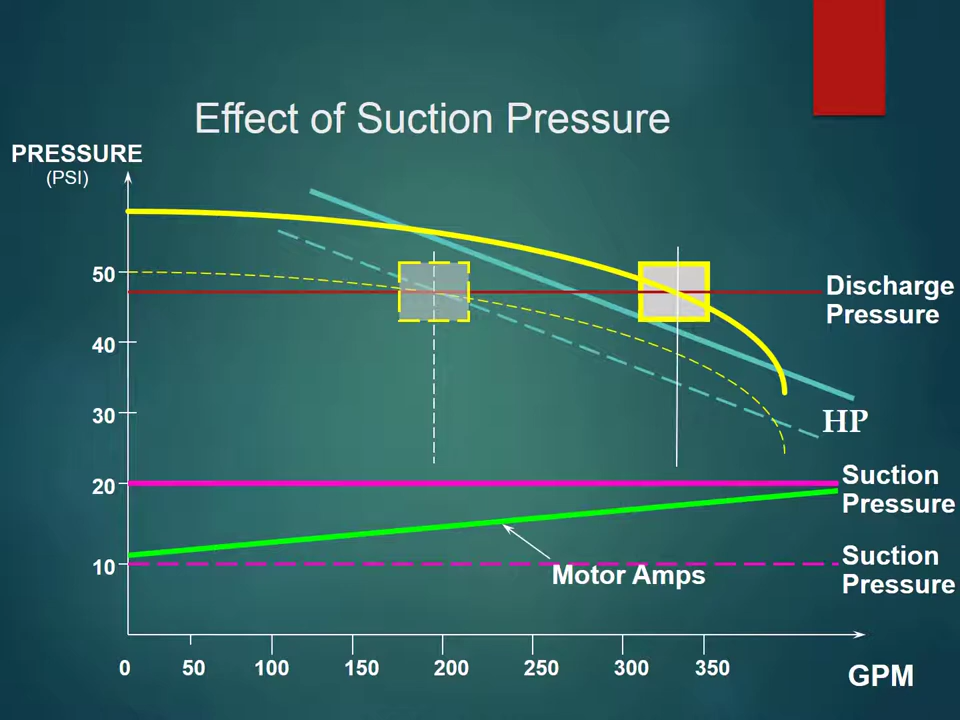 Effect of Suction Pressure
PRESSURE
(PSI)
50
40
30
20
10
Discharge
Pressure
HP
Suction
Pressure
Suction
Pressure
Motor Amps
0 50 100 150 200 250 300 350
GPM